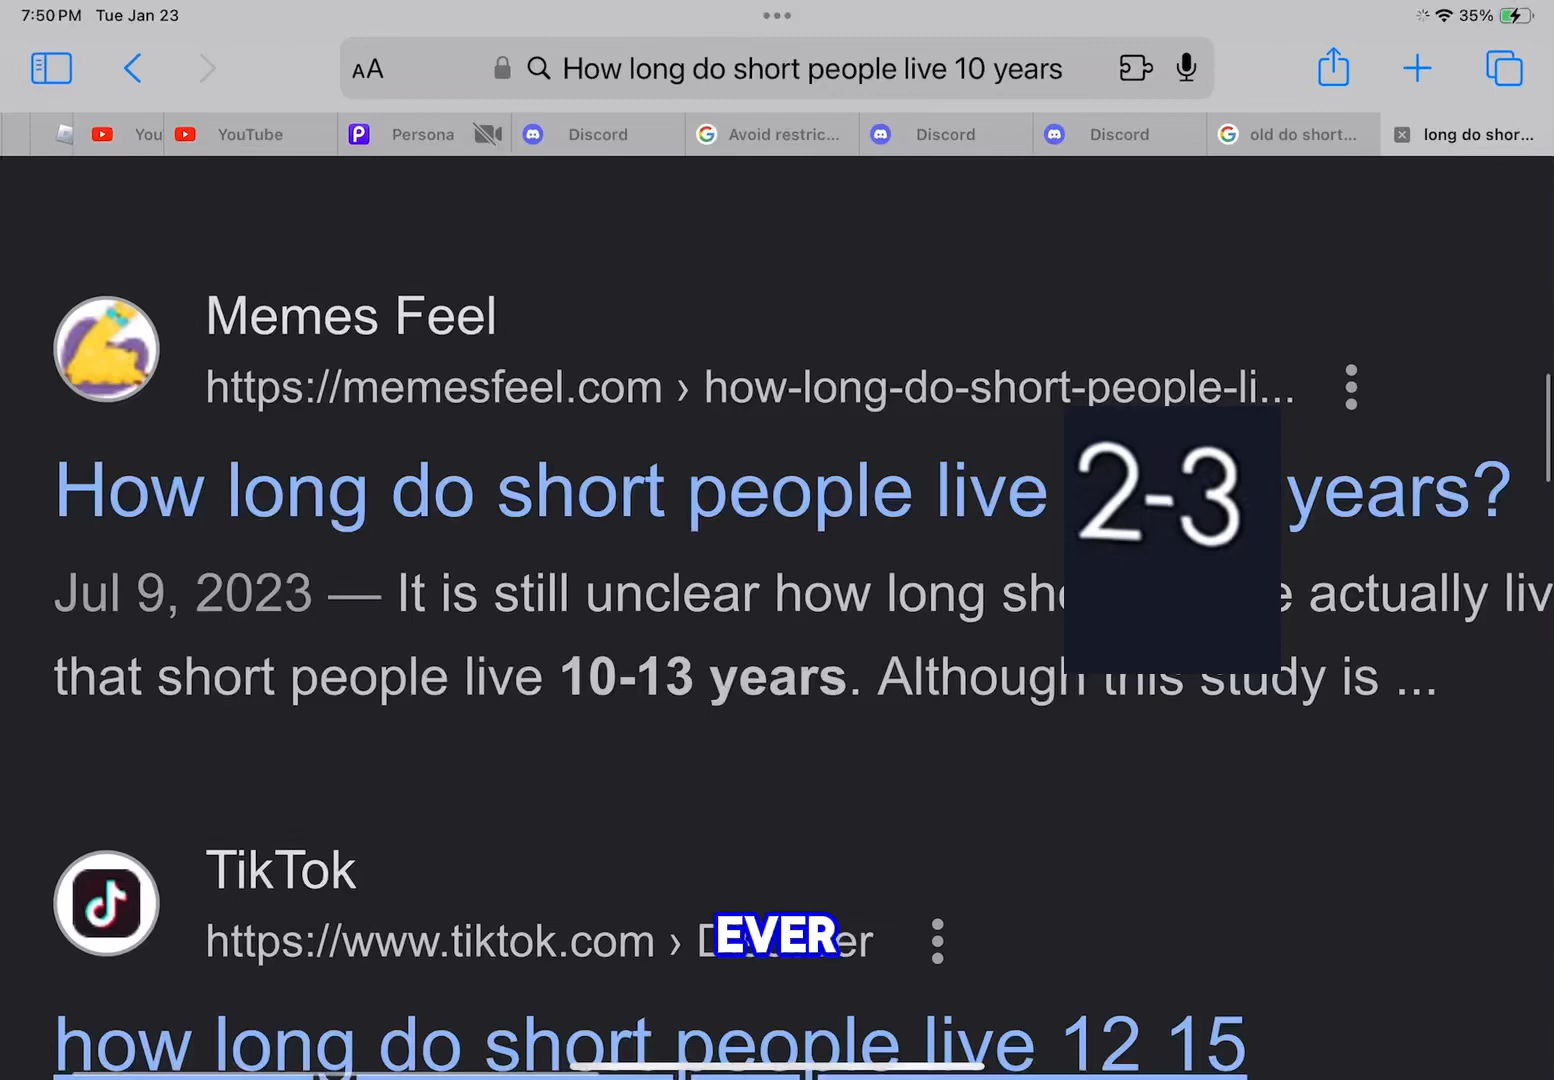 7:50 PM Tue Jan 23
35%
AA How long do short people live 10 years
You YouTube Persona Discord Avoid restric... Discord Discord old do short... long do shor...
Memes Feel
https://memesfeel.com › how-long-do-short-people-li...
How long do short people live 2-3 years?
Jul 9, 2023 — It is still unclear how long actually
that short people live 10-13 years. Although this study is ...
TikTok
https://www.tiktok.com ›
EVER
how long do short people live 12 15